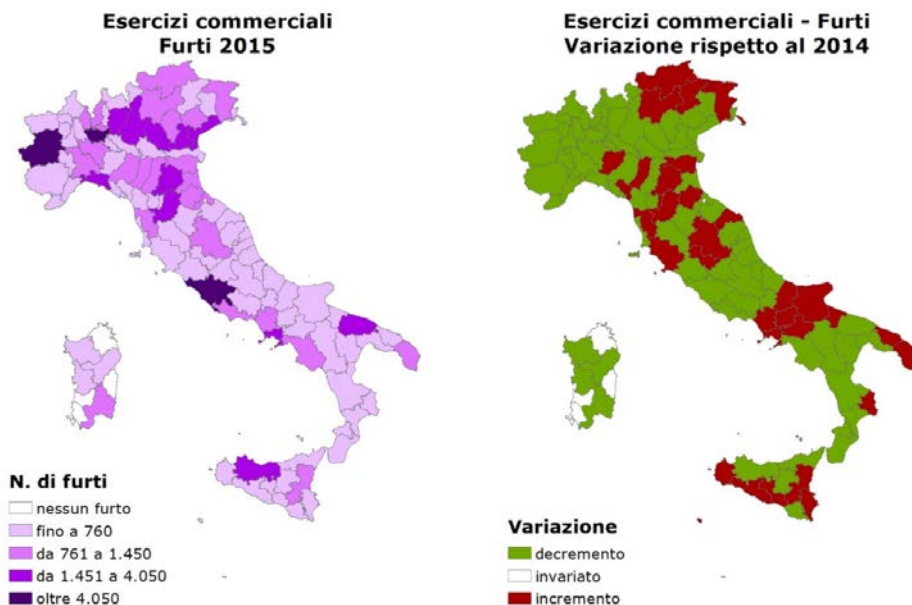 Esercizi commerciali
Furti 2015
Esercizi commerciali - Furti
Variazione rispetto al 2014
N. di furti
nessun furto
fino a 760
da 761 a 1.450
da 1.451 a 4.050
oltre 4.050
Variazione
decremento
invariato
incremento